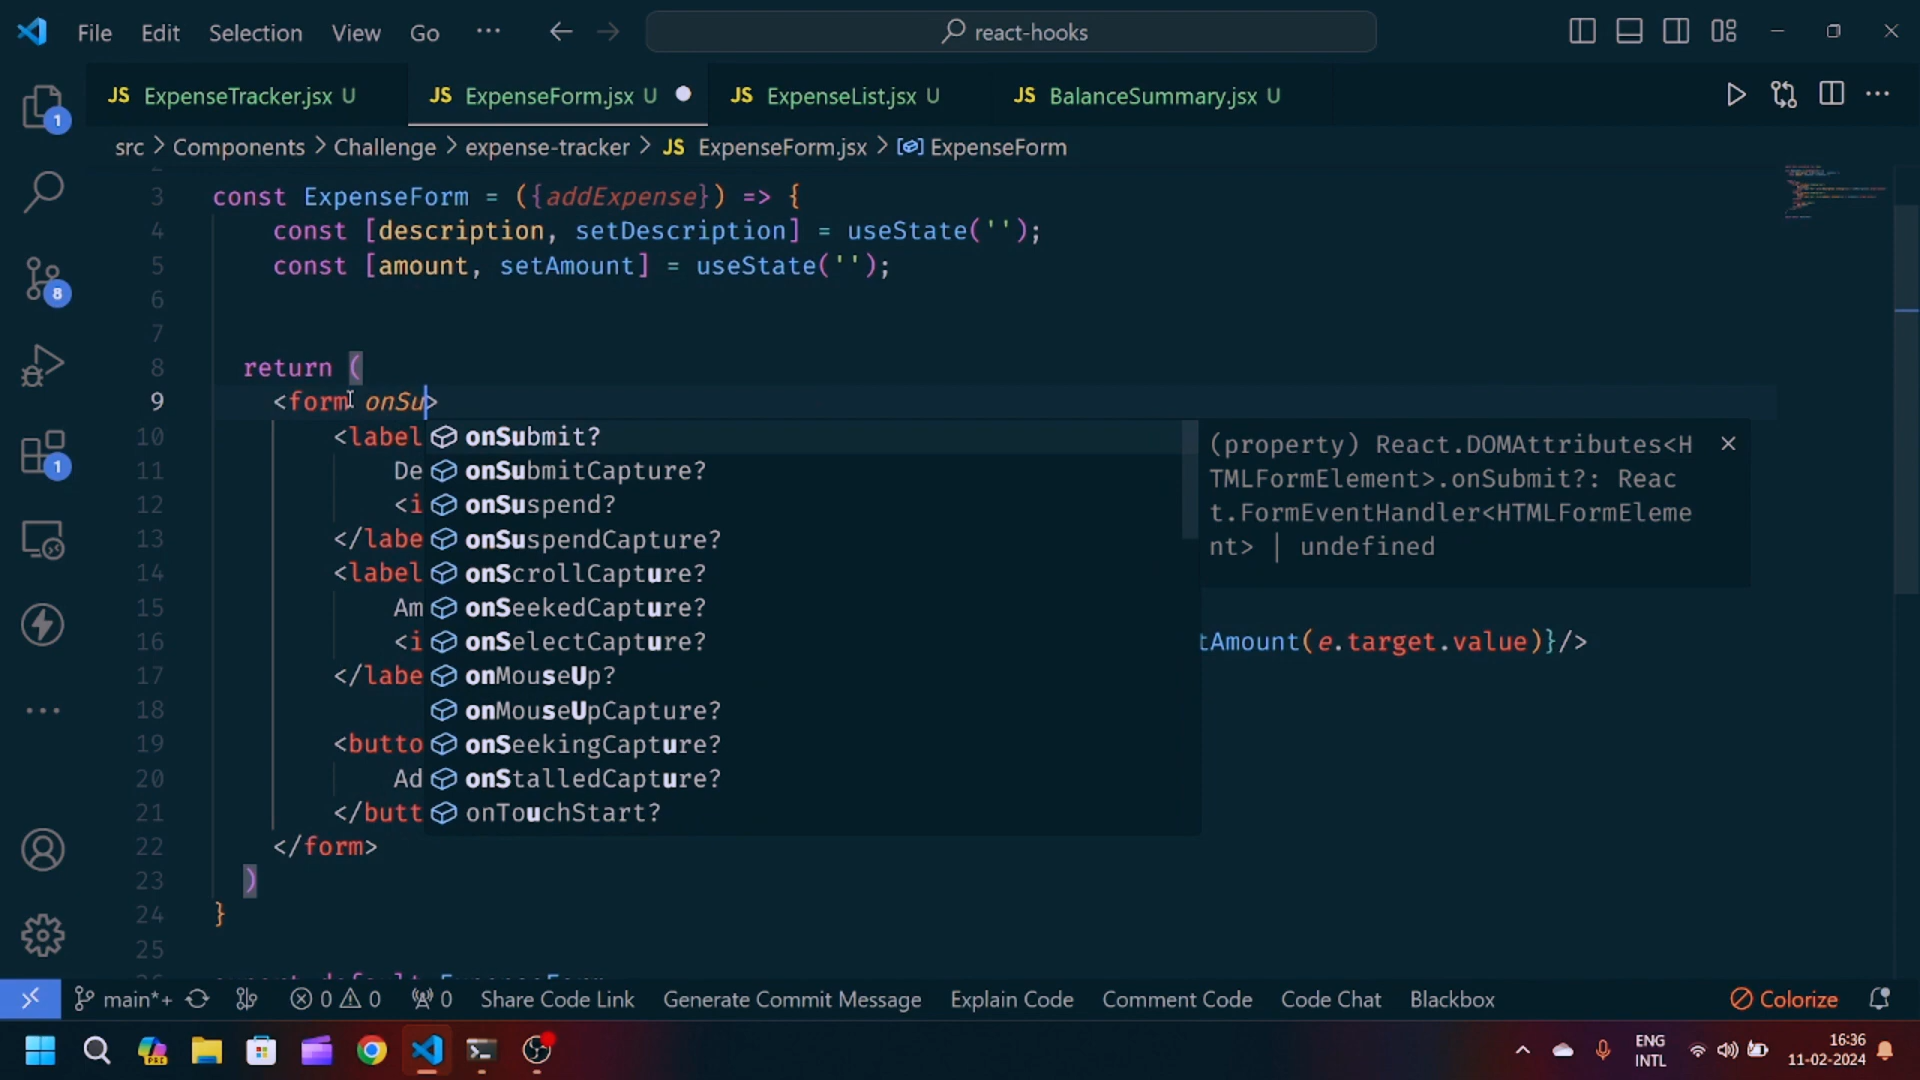 File Edit Selection View Go ··· react-hooks
JS ExpenseTracker.jsx U JS ExpenseForm.jsx U JS ExpenseList.jsx U JS BalanceSummary.jsx U
src > Components > Challenge > expense-tracker > JS ExpenseForm.jsx > ExpenseForm
3 const ExpenseForm = ({addExpense}) => {
4 const [description, setDescription] = useState('');
5 const [amount, setAmount] = useState('');
6
7
8 return (
9 <form onSu>
10 <label onSubmit?
11 De onSubmitCapture?
12 <i onSuspend?
13 </labe onSuspendCapture?
14 <label onScrollCapture?
15 Am onSeekedCapture?
16 <i onSelectCapture? tAmount(e.target.value)}/>
17 </labe onMouseUp?
18 onMouseUpCapture?
19 <butto onSeekingCapture?
20 Ad onStalledCapture?
21 </butt onTouchStart?
22 </form>
23 )
24 }
25
(property) React.DOMAttributes<H
TMLFormElement>.onSubmit?: Reac
t.FormEventHandler<HTMLFormEleme
nt> | undefined
1
8
1
main*+ 0 0 0 Share Code Link Generate Commit Message Explain Code Comment Code Code Chat Blackbox Colorize
PRE
ENG
INTL
16:36
11-02-2024